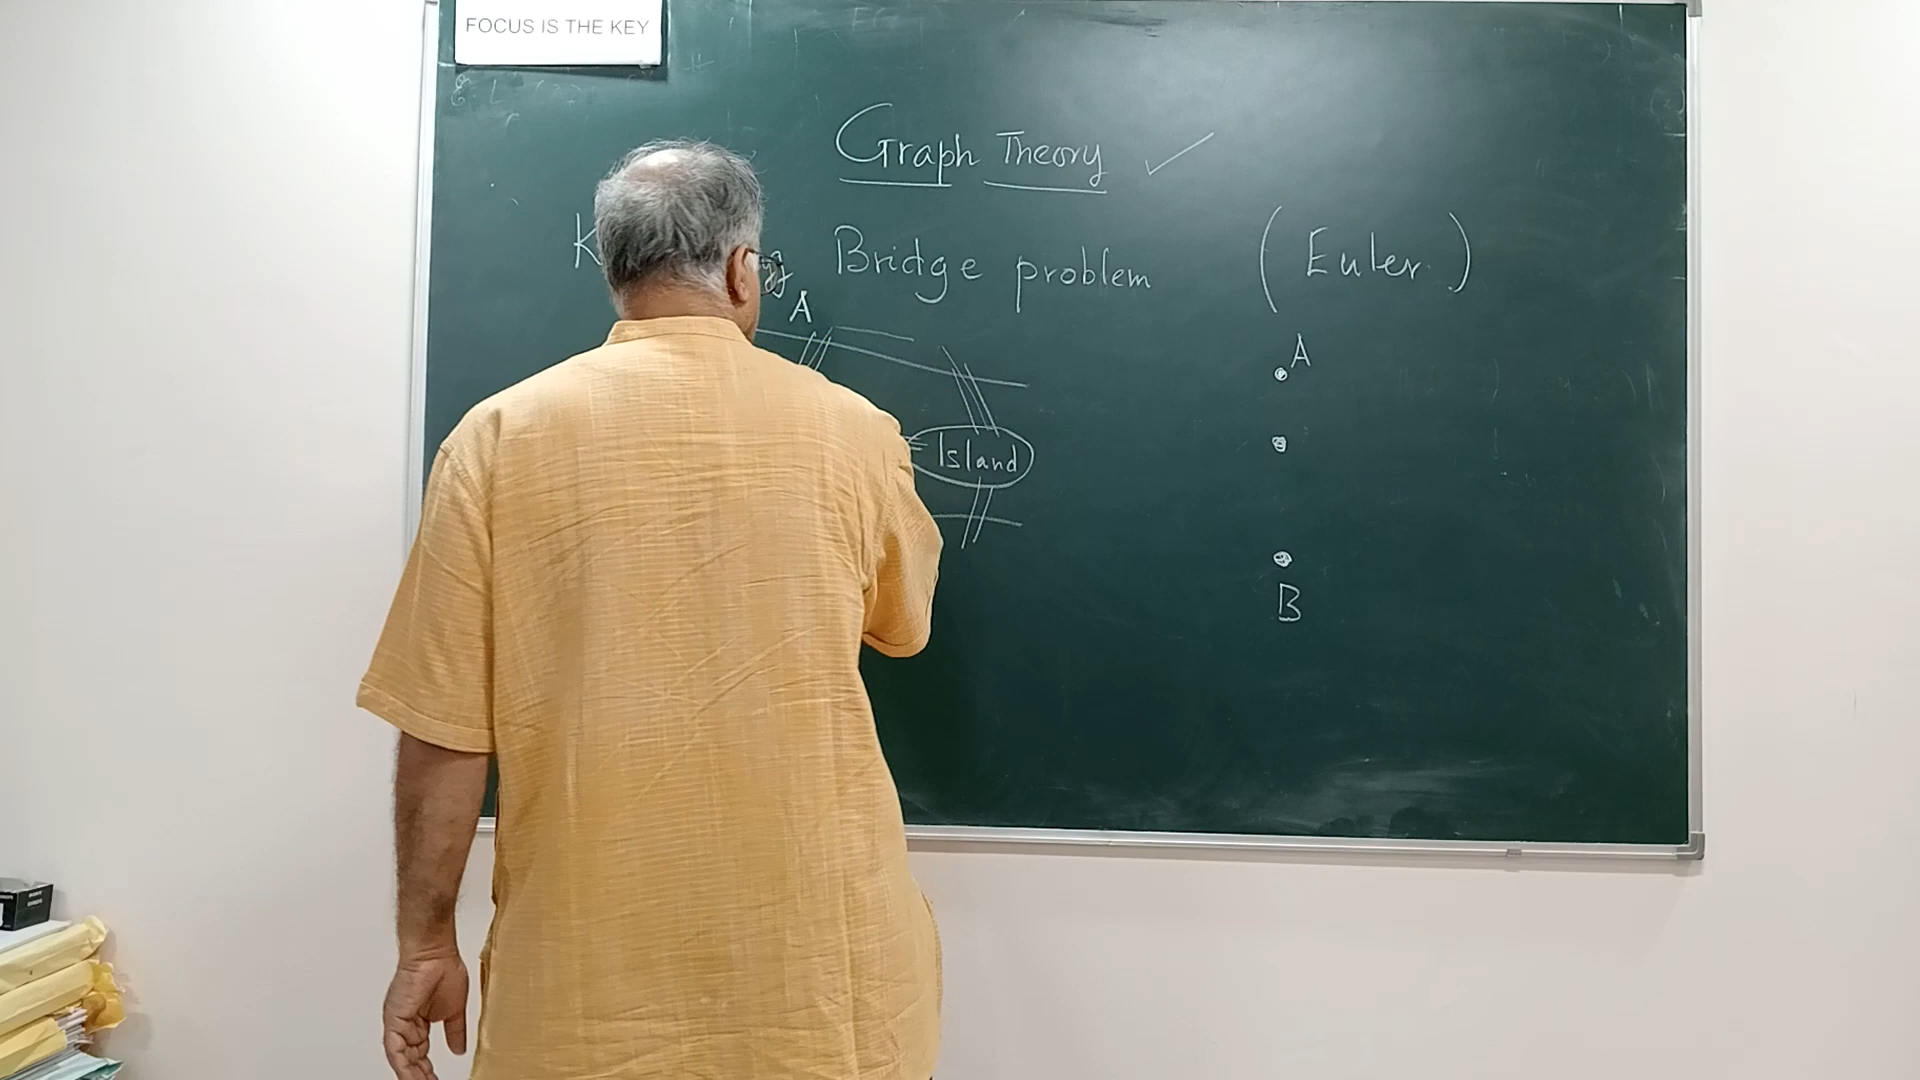 FOCUS IS THE KEY
Graph Theory
Bridge problem (Euler.)
A
A
Island
B